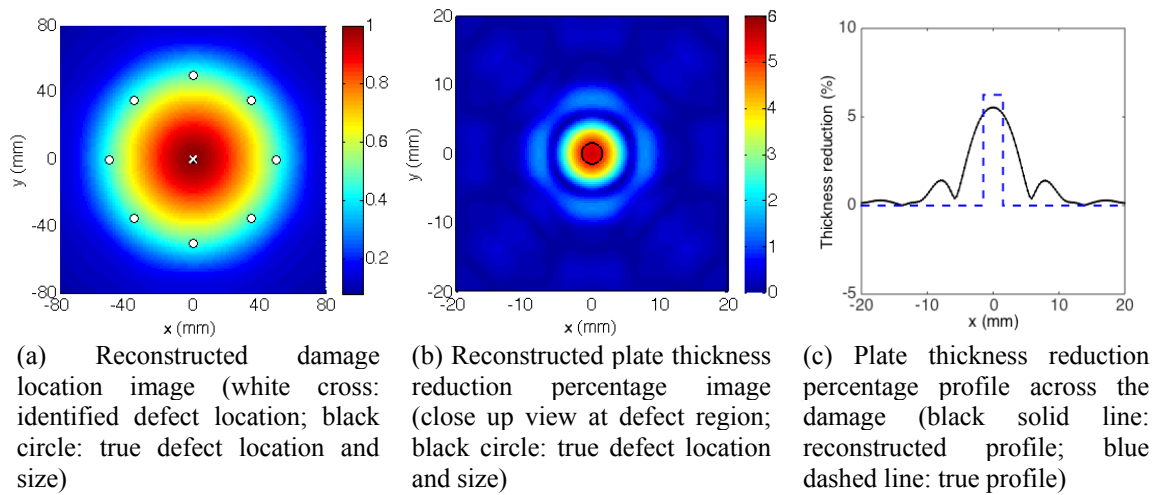 80
40
0
-40
-80
y (mm)
-80 -40 0 40 80
x (mm)
1
0.8
0.6
0.4
0.2
20
10
0
-10
-20
y (mm)
-20 -10 0 10 20
x (mm)
6
5
4
3
2
1
0
10
5
0
-5
Thickness reduction (%)
-20 -10 0 10 20
x (mm)
(a) Reconstructed damage
location image (white cross:
identified defect location; black
circle: true defect location and
size)
(b) Reconstructed plate thickness
reduction percentage image
(close up view at defect region;
black circle: true defect location
and size)
(c) Plate thickness reduction
percentage profile across the
damage (black solid line:
reconstructed profile; blue
dashed line: true profile)